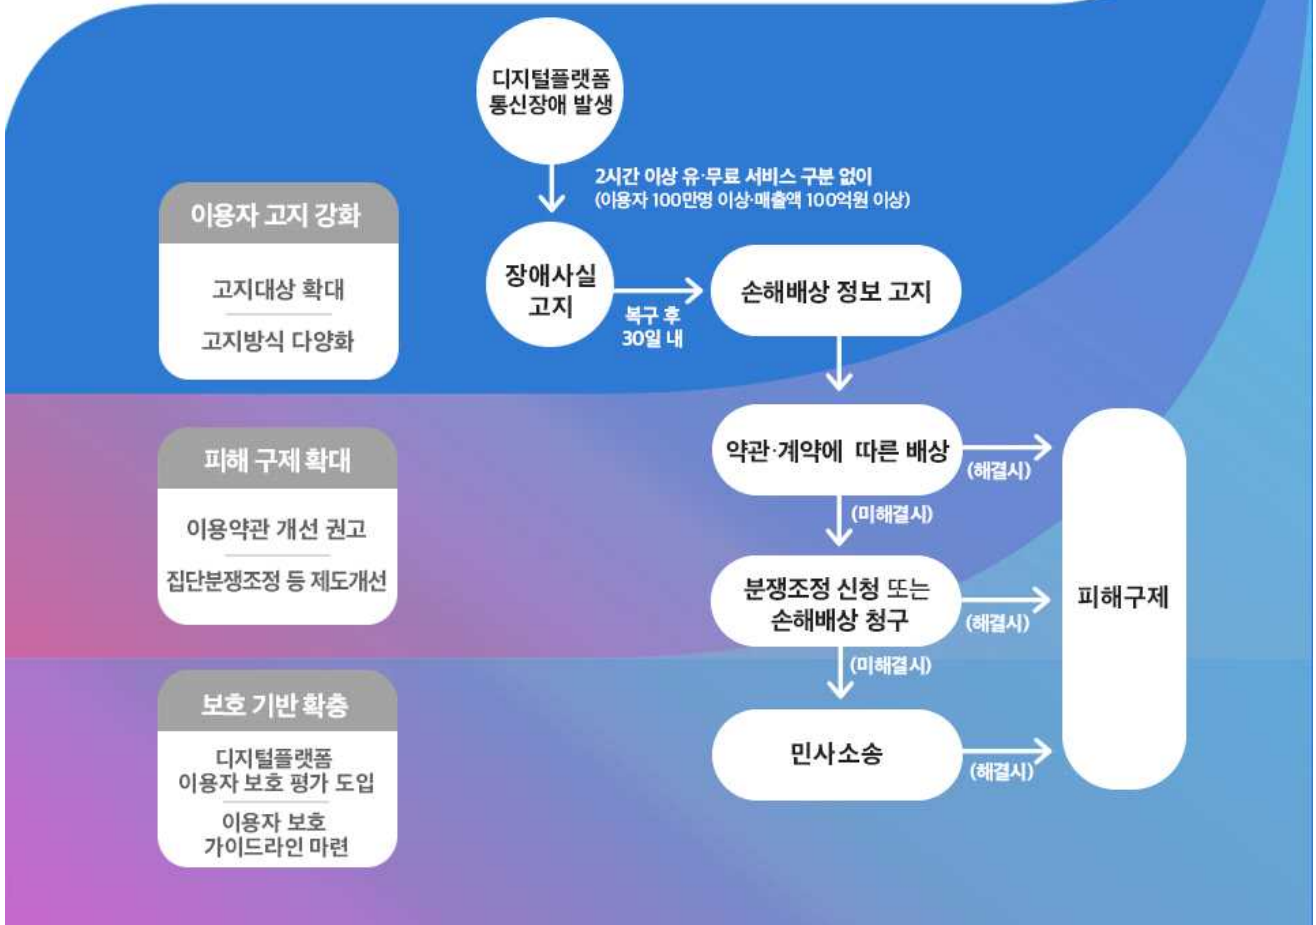 디지털플랫폼
통신장애 발생
2시간 이상 유·무료 서비스 구분 없이
(이용자 100만명 이상·매출액 100억원 이상)
이용자 고지 강화
고지대상 확대
고지방식 다양화
장애사실
고지
복구 후
30일 내
손해배상 정보 고지
피해 구제 확대
이용약관 개선 권고
집단분쟁조정 등 제도개선
약관·계약에 따른 배상
(해결시)
(미해결시)
분쟁조정 신청 또는
손해배상 청구
(해결시)
(미해결시)
피해구제
보호 기반 확충
디지털플랫폼
이용자 보호 평가 도입
이용자 보호
가이드라인 마련
민사소송
(해결시)